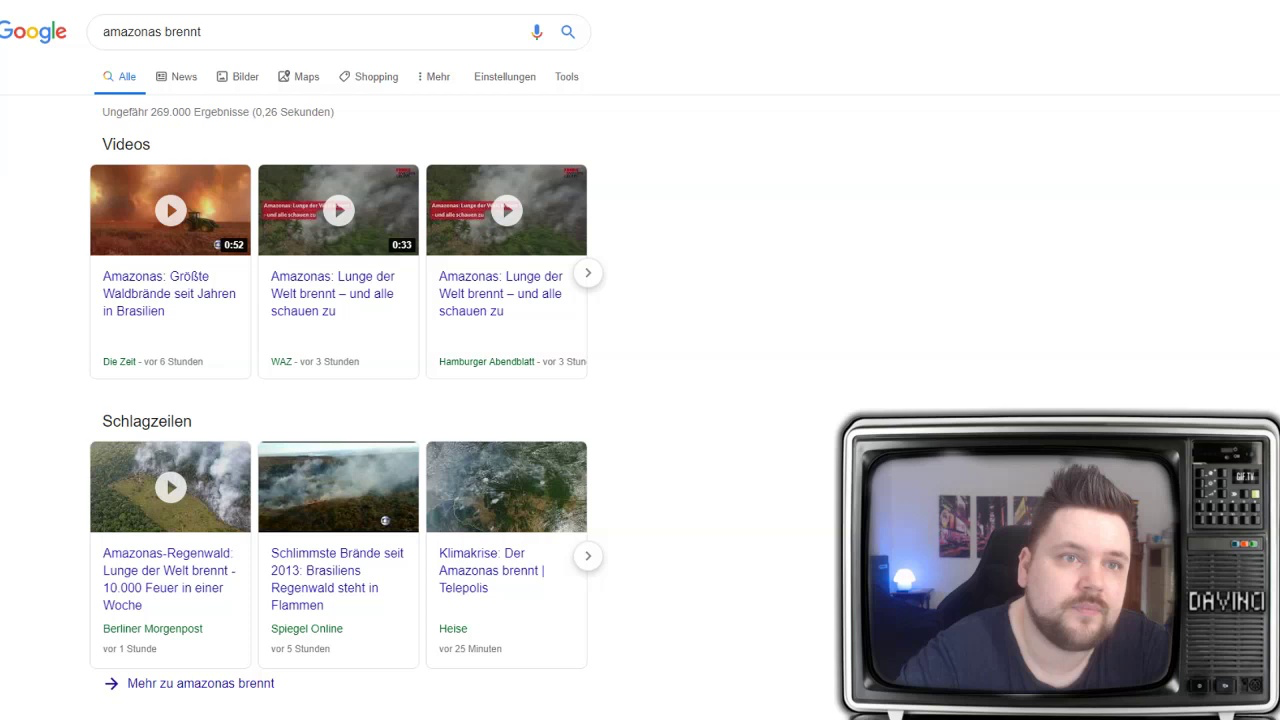 Google
amazonas brennt
Alle
News
Bilder
Maps
Shopping
Mehr
Einstellungen
Tools
Ungefähr 269.000 Ergebnisse (0,26 Sekunden)
Videos
0:52
Amazonas: Lunge der
- und alle schauen zu
0:33
Amazonas: Lunge der
- und alle schauen zu
Amazonas: Größte
Waldbrände seit Jahren
in Brasilien
Die Zeit - vor 6 Stunden
Amazonas: Lunge der
Welt brennt – und alle
schauen zu
WAZ - vor 3 Stunden
Amazonas: Lunge der
Welt brennt – und alle
schauen zu
Hamburger Abendblatt - vor 3 Stun
Schlagzeilen
Amazonas-Regenwald:
Lunge der Welt brennt -
10.000 Feuer in einer
Woche
Berliner Morgenpost
vor 1 Stunde
Schlimmste Brände seit
2013: Brasiliens
Regenwald steht in
Flammen
Spiegel Online
vor 5 Stunden
Klimakrise: Der
Amazonas brennt |
Telepolis
Heise
vor 25 Minuten
Mehr zu amazonas brennt
GIF.TV
DAVINCI